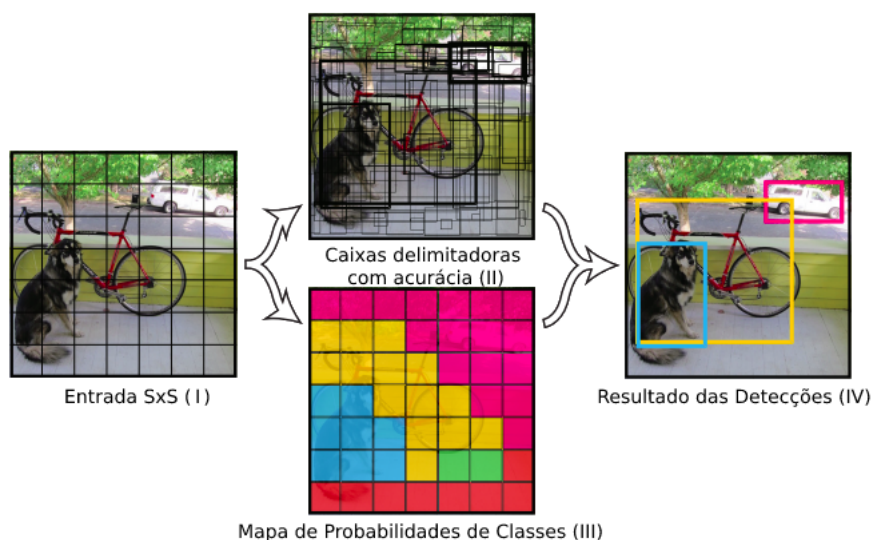 Entrada SxS ( I )
Caixas delimitadoras
com acurácia (II)
Mapa de Probabilidades de Classes (III)
Resultado das Detecções (IV)